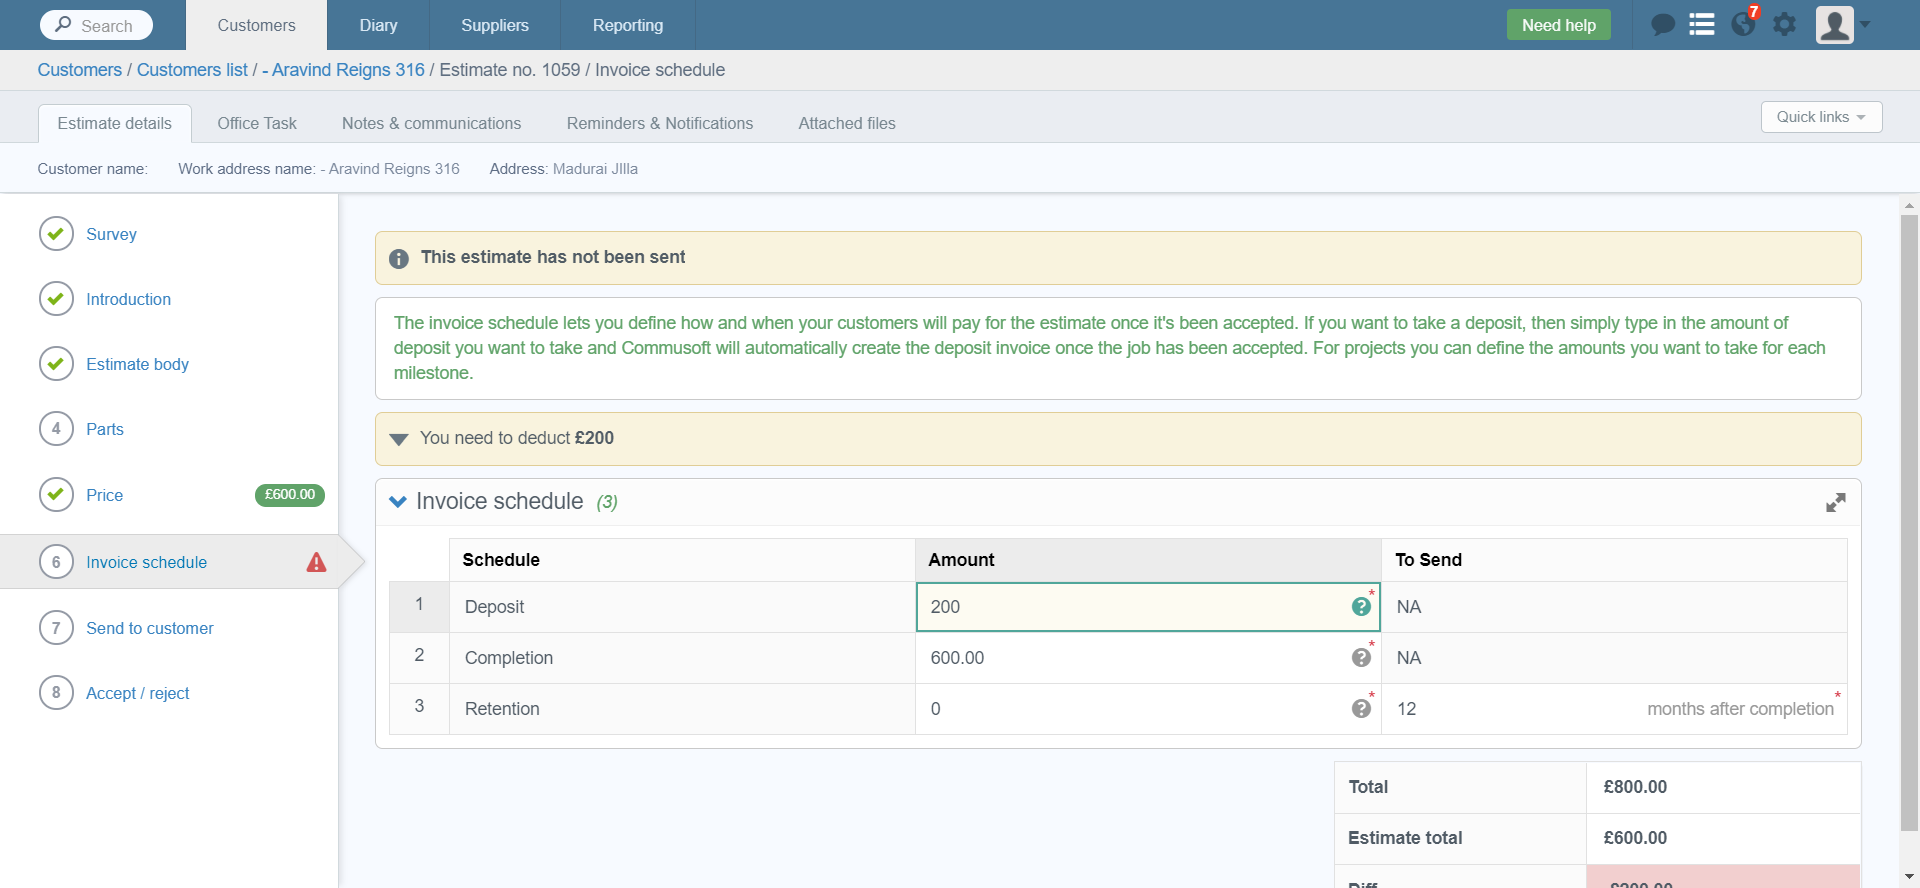 Search
Customers
Diary
Suppliers
Reporting
Need help
7
Customers / Customers list / - Aravind Reigns 316 / Estimate no. 1059 / Invoice schedule
Estimate details
Office Task
Notes & communications
Reminders & Notifications
Attached files
Quick links
Customer name:
Work address name: - Aravind Reigns 316
Address: Madurai JIlla
Survey
Introduction
Estimate body
4 Parts
Price £600.00
6 Invoice schedule
7 Send to customer
8 Accept / reject
This estimate has not been sent
The invoice schedule lets you define how and when your customers will pay for the estimate once it's been accepted. If you want to take a deposit, then simply type in the amount of
deposit you want to take and Commusoft will automatically create the deposit invoice once the job has been accepted. For projects you can define the amounts you want to take for each
milestone.
You need to deduct £200
Invoice schedule (3)
Schedule Amount To Send
1 Deposit 200 ? * NA
2 Completion 600.00 ? * NA
3 Retention 0 ? * 12 months after completion *
Total £800.00
Estimate total £600.00
Diff -£200.00